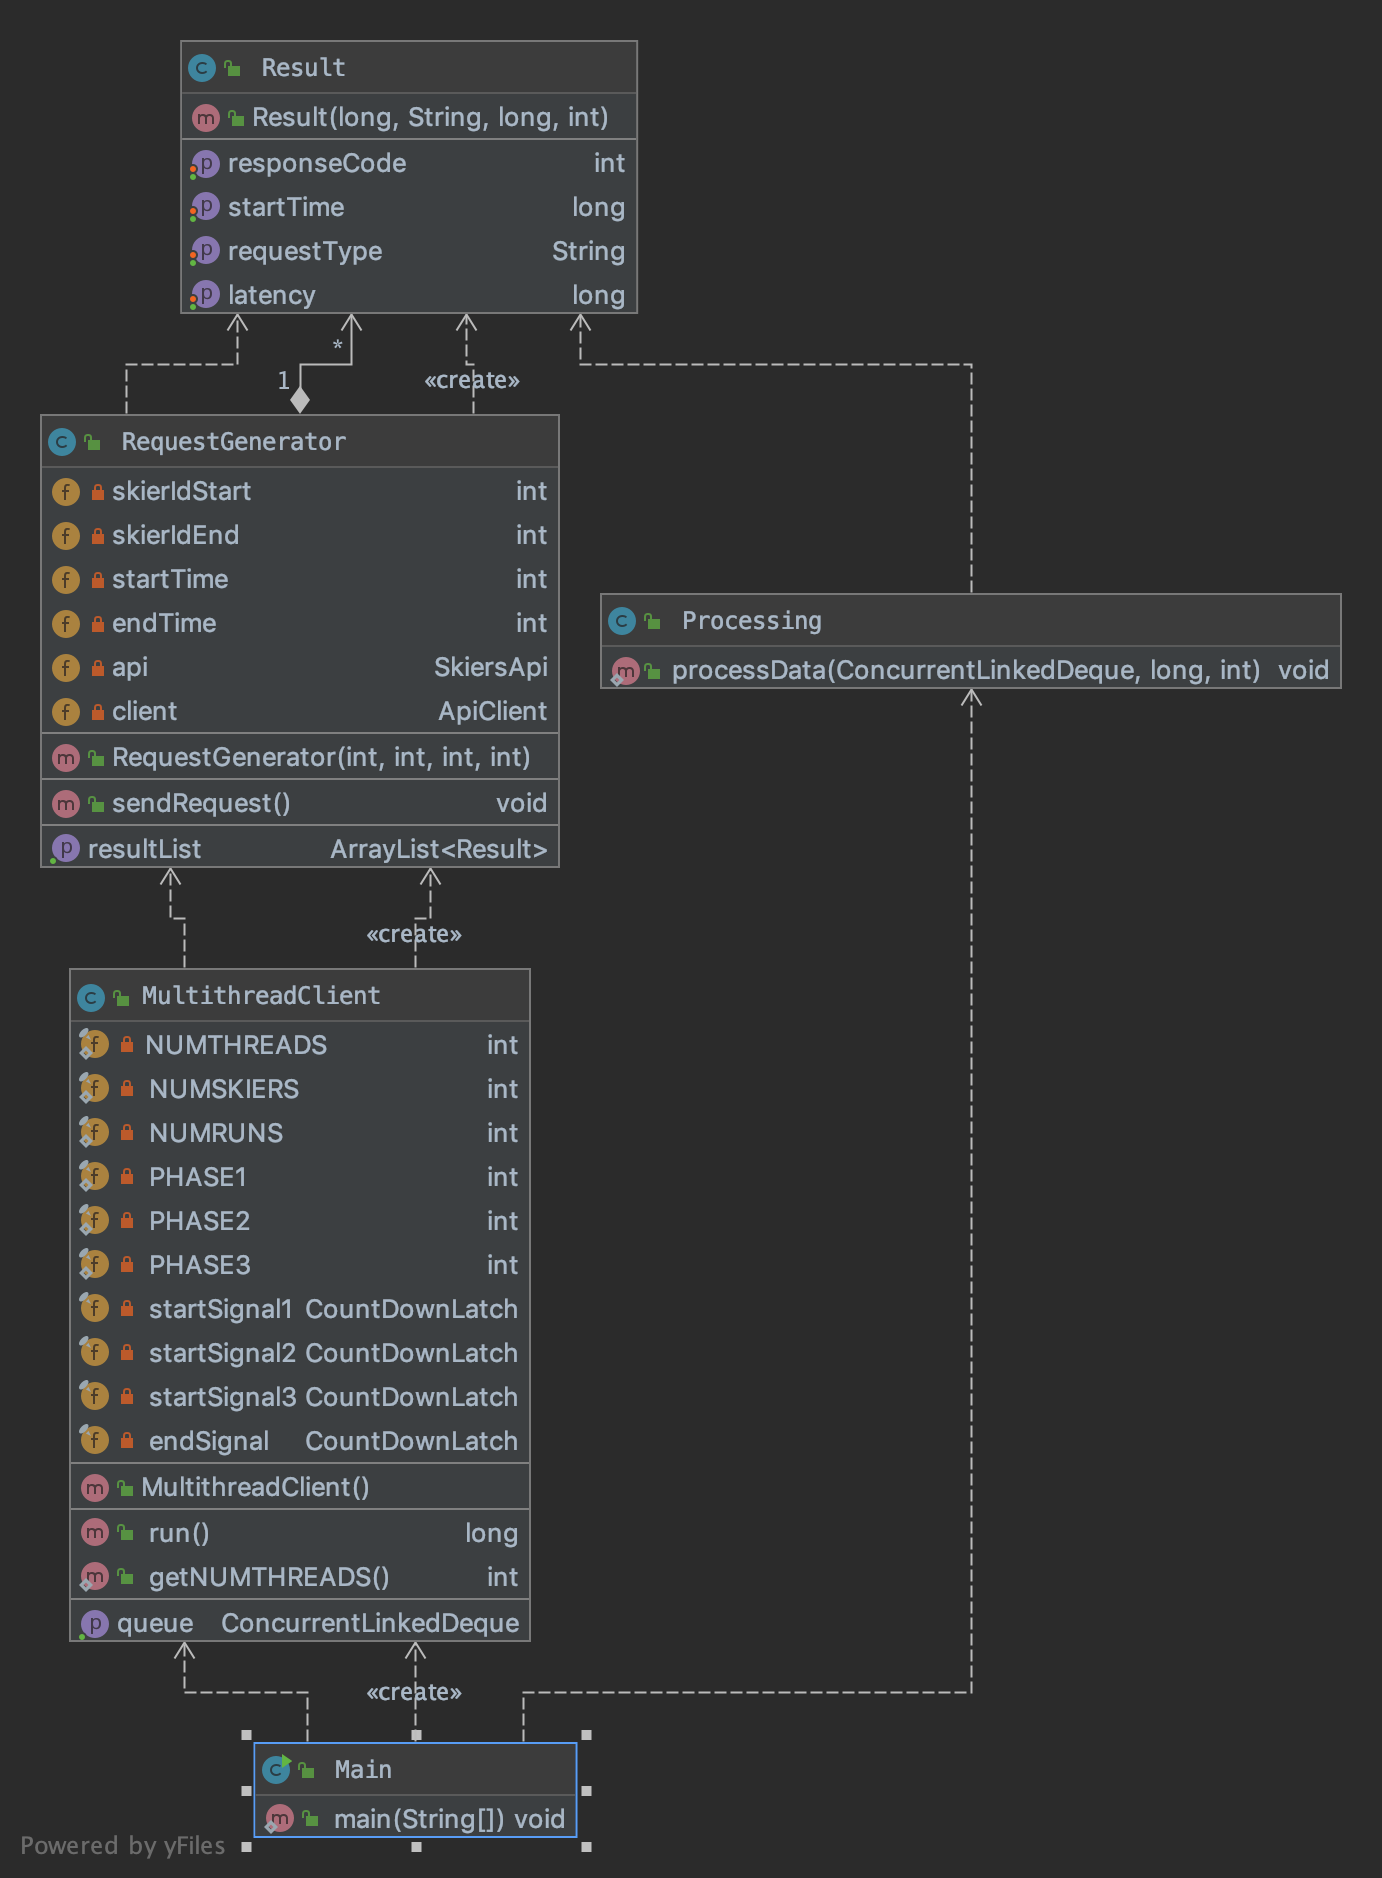 Result
Result(long, String, long, int)
responseCode int
startTime long
requestType String
latency long
*
1
«create»
RequestGenerator
skierIdStart int
skierIdEnd int
startTime int
endTime int
api SkiersApi
client ApiClient
RequestGenerator(int, int, int, int)
sendRequest() void
resultList ArrayList<Result>
Processing
processData(ConcurrentLinkedDeque, long, int) void
«create»
MultithreadClient
NUMTHREADS int
NUMSKIERS int
NUMRUNS int
PHASE1 int
PHASE2 int
PHASE3 int
startSignal1 CountDownLatch
startSignal2 CountDownLatch
startSignal3 CountDownLatch
endSignal CountDownLatch
MultithreadClient()
run() long
getNUMTHREADS() int
queue ConcurrentLinkedDeque
«create»
Main
main(String[]) void
Powered by yFiles